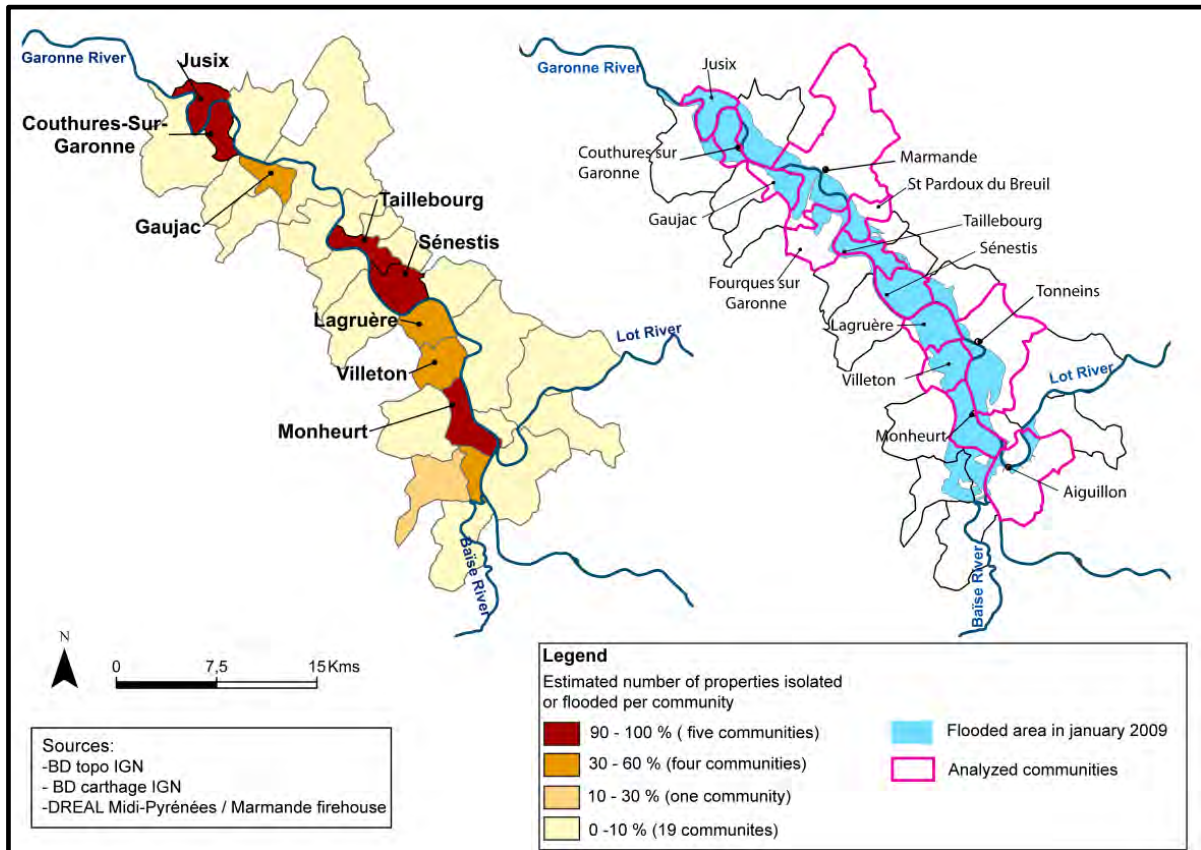 Garonne River
Jusix
Couthures-Sur-
Garonne
Gaujac
Taillebourg
Sénestis
Lagruère
Villeton
Monheurt
Lot River
Baïse River
Garonne River
Jusix
Couthures sur
Garonne
Gaujac
Marmande
St Pardoux du Breuil
Taillebourg
Sénestis
Fourques sur
Garonne
Tonneins
Lagruère
Villeton
Lot River
Monheurt
Aiguillon
Baïse River
N
0 7,5 15 Kms
Sources:
-BD topo IGN
- BD carthage IGN
-DREAL Midi-Pyrénées / Marmande firehouse
Legend
Estimated number of properties isolated
or flooded per community
90 - 100 % ( five communities)
30 - 60 % (four communities)
10 - 30 % (one community)
0 -10 % (19 communites)
Flooded area in january 2009
Analyzed communities